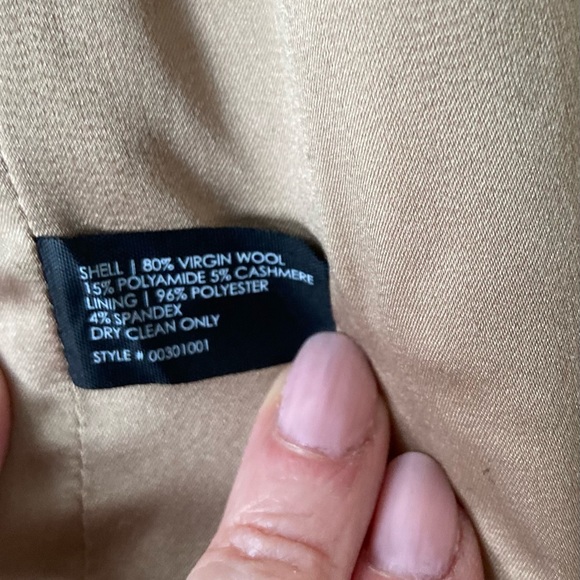 SHELL | 80% VIRGIN WOOL
15% POLYAMIDE 5% CASHMERE
LINING | 96% POLYESTER
4% SPANDEX
DRY CLEAN ONLY
STYLE # 00301001